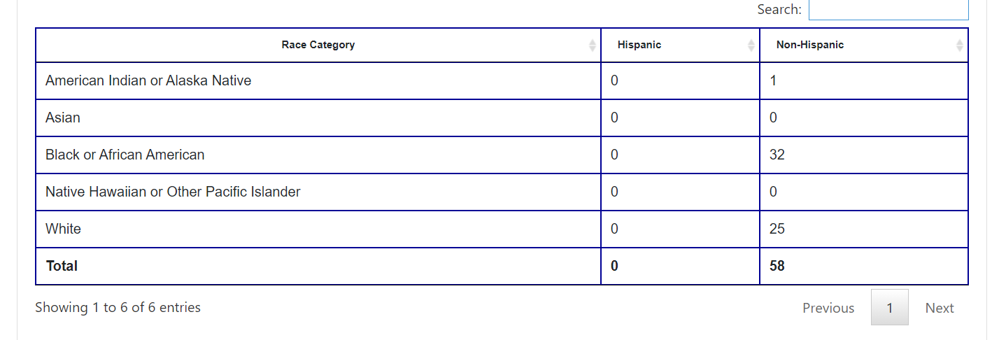 Search:
Race Category Hispanic Non-Hispanic
American Indian or Alaska Native 0 1
Asian 0 0
Black or African American 0 32
Native Hawaiian or Other Pacific Islander 0 0
White 0 25
Total 0 58
Showing 1 to 6 of 6 entries Previous 1 Next